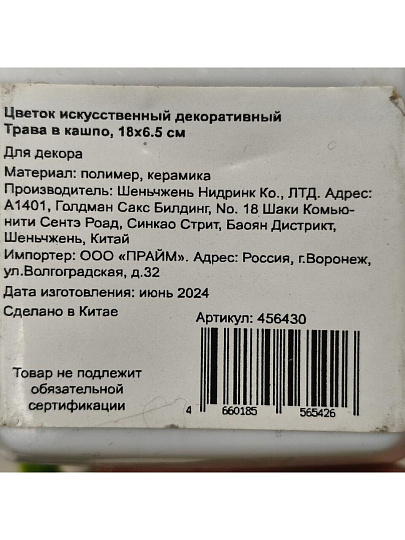 Цветок искусственный декоративный
Трава в кашпо, 18х6.5 см
Для декора
Материал: полимер, керамика
Производитель: Шеньчжень Нидринк Ко., ЛТД. Адрес:
А1401, Голдман Сакс Билдинг, No. 18 Шаки Комью-
нити Сентэ Роад, Синкао Стрит, Баоян Дистрикт,
Шеньчжень, Китай
Импортер: ООО «ПРАЙМ». Адрес: Россия, г.Воронеж,
ул.Волгоградская, д.32
Дата изготовления: июнь 2024
Сделано в Китае
Артикул: 456430
Товар не подлежит
обязательной
сертификации
4 660185 565426